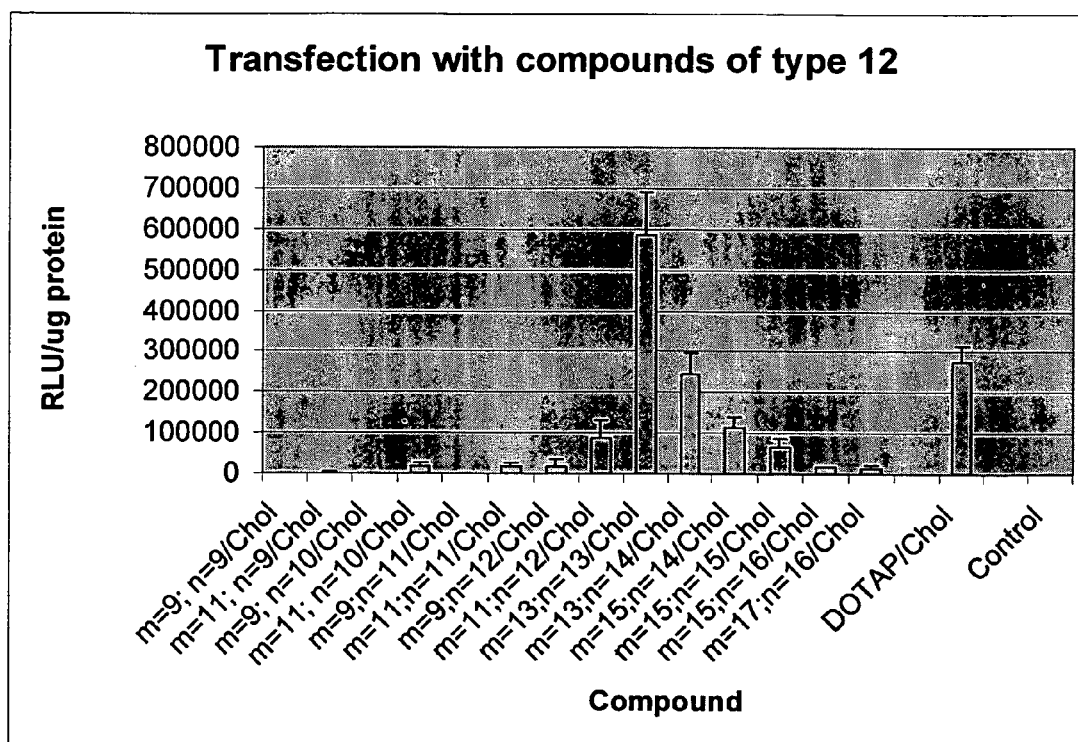 Transfection with compounds of type 12
RLU/ug protein
800000
700000
600000
500000
400000
300000
200000
100000
0
m=9; n=9/Chol
m=11; n=9/Chol
m=9; n=10/Chol
m=11; n=10/Chol
m=9;n=11/Chol
m=11;n=11/Chol
m=9;n=12/Chol
m=11;n=12/Chol
m=13;n=13/Chol
m=13;n=14/Chol
m=15;n=14/Chol
m=15;n=15/Chol
m=15;n=16/Chol
m=17;n=16/Chol
DOTAP/Chol
Control
Compound